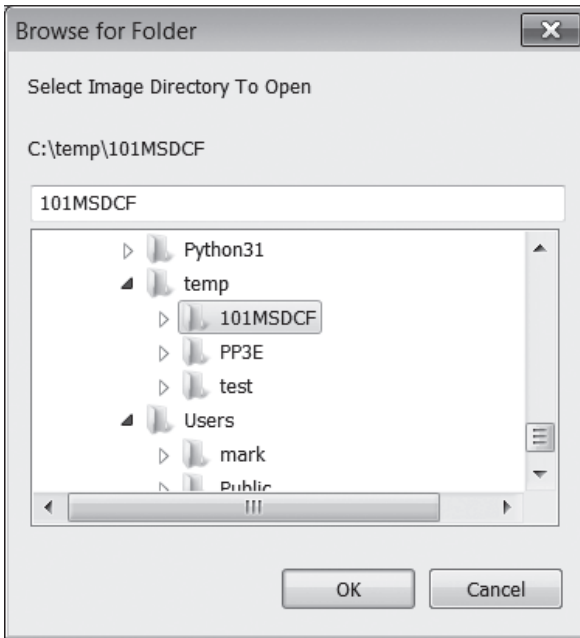 Browse for Folder
Select Image Directory To Open
C:\temp\101MSDCF
101MSDCF
Python31
temp
101MSDCF
PP3E
test
Users
mark
Public
OK
Cancel